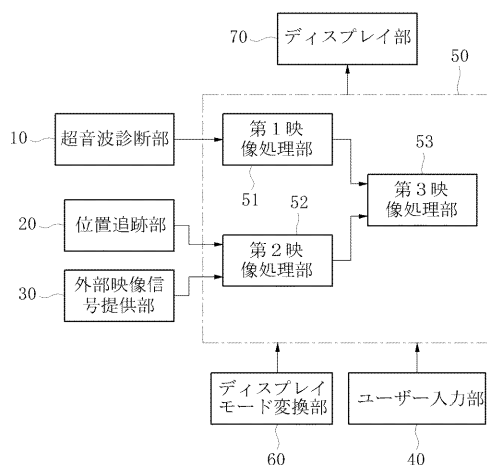 70
ディスプレイ部
50
10
超音波診断部
第1映
像処理部
51
53
第3映
像処理部
20
位置追跡部
52
第2映
像処理部
30
外部映像信
号提供部
ディスプレイ
モード変換部
60
ユーザー入力部
40